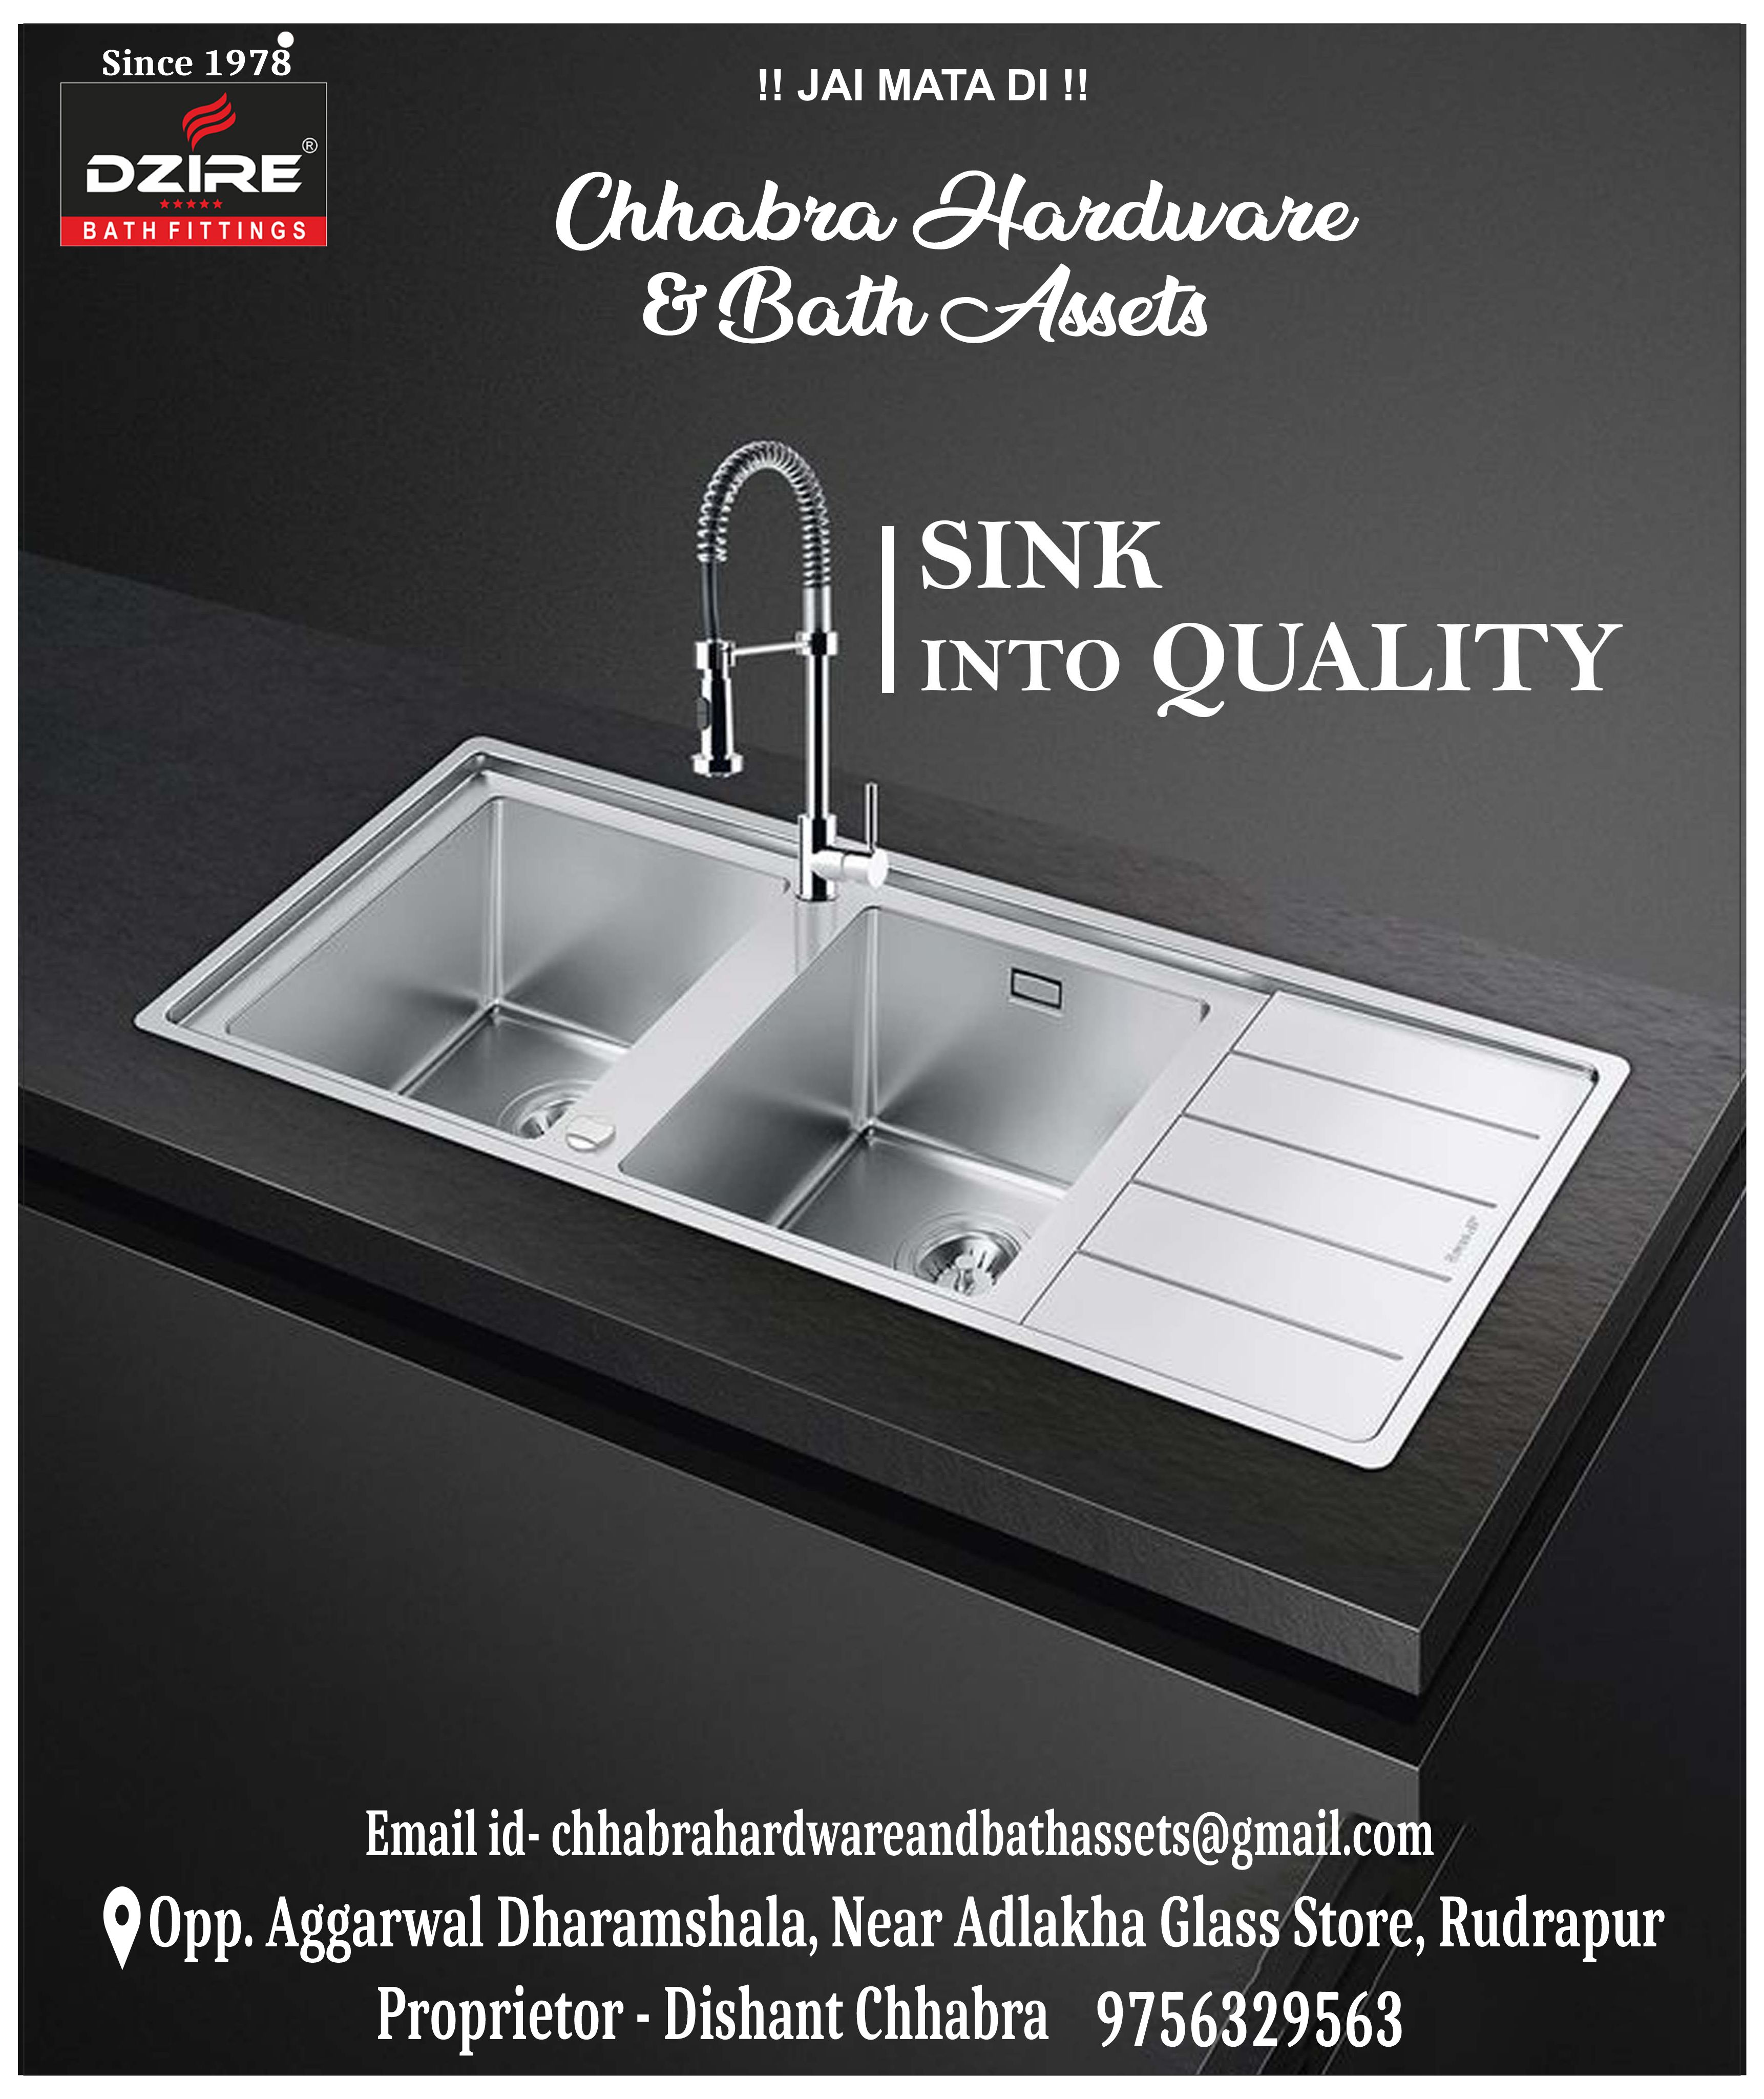 Since 1978
DZIRE ®
BATH FITTINGS
!! JAI MATA DI !!
Chhabra Hardware
& Bath Assets
SINK
INTO QUALITY
Email id- chhabrahardwareandbathassets@gmail.com
Opp. Aggarwal Dharamshala, Near Adlakha Glass Store, Rudrapur
Proprietor - Dishant Chhabra 9756329563